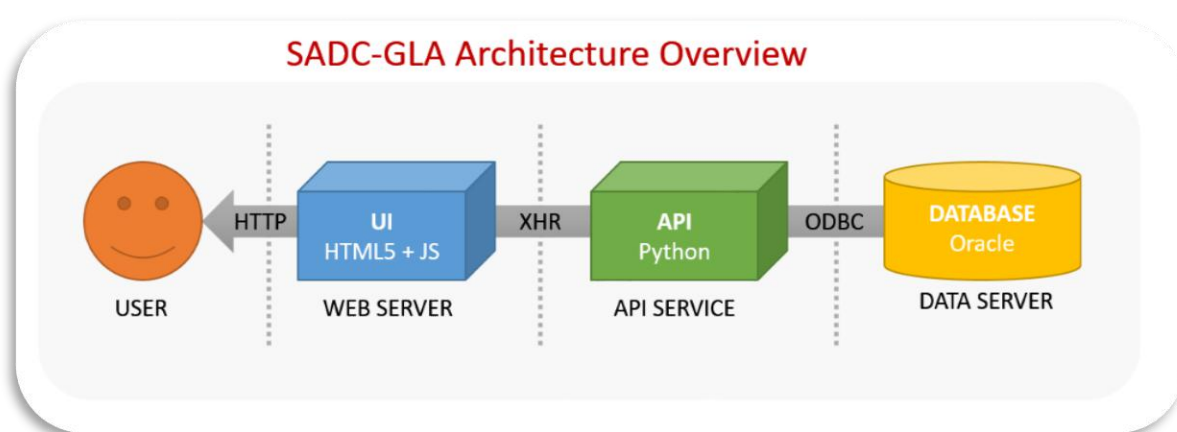 SADC-GLA Architecture Overview
HTTP
UI
HTML5 + JS
XHR
API
Python
ODBC
DATABASE
Oracle
USER
WEB SERVER
API SERVICE
DATA SERVER